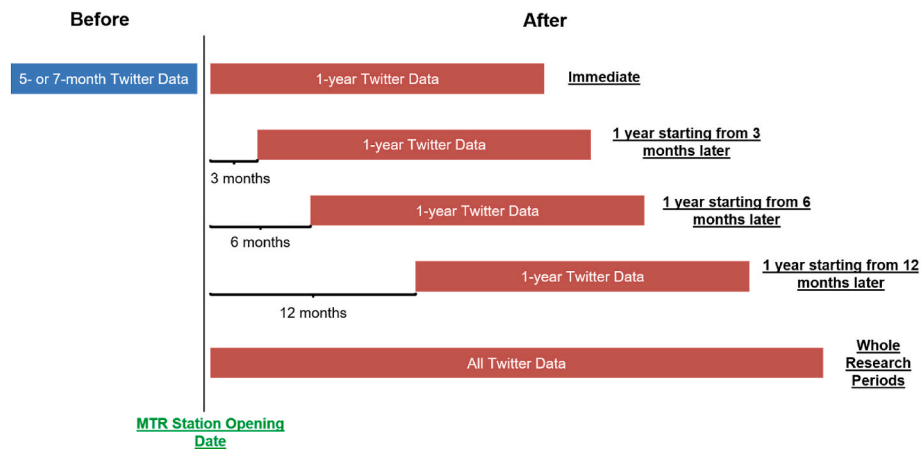 Before
After
5- or 7-month Twitter Data
1-year Twitter Data
Immediate
1-year Twitter Data
1 year starting from 3
months later
3 months
1-year Twitter Data
1 year starting from 6
months later
6 months
1-year Twitter Data
1 year starting from 12
months later
12 months
All Twitter Data
Whole
Research
Periods
MTR Station Opening
Date